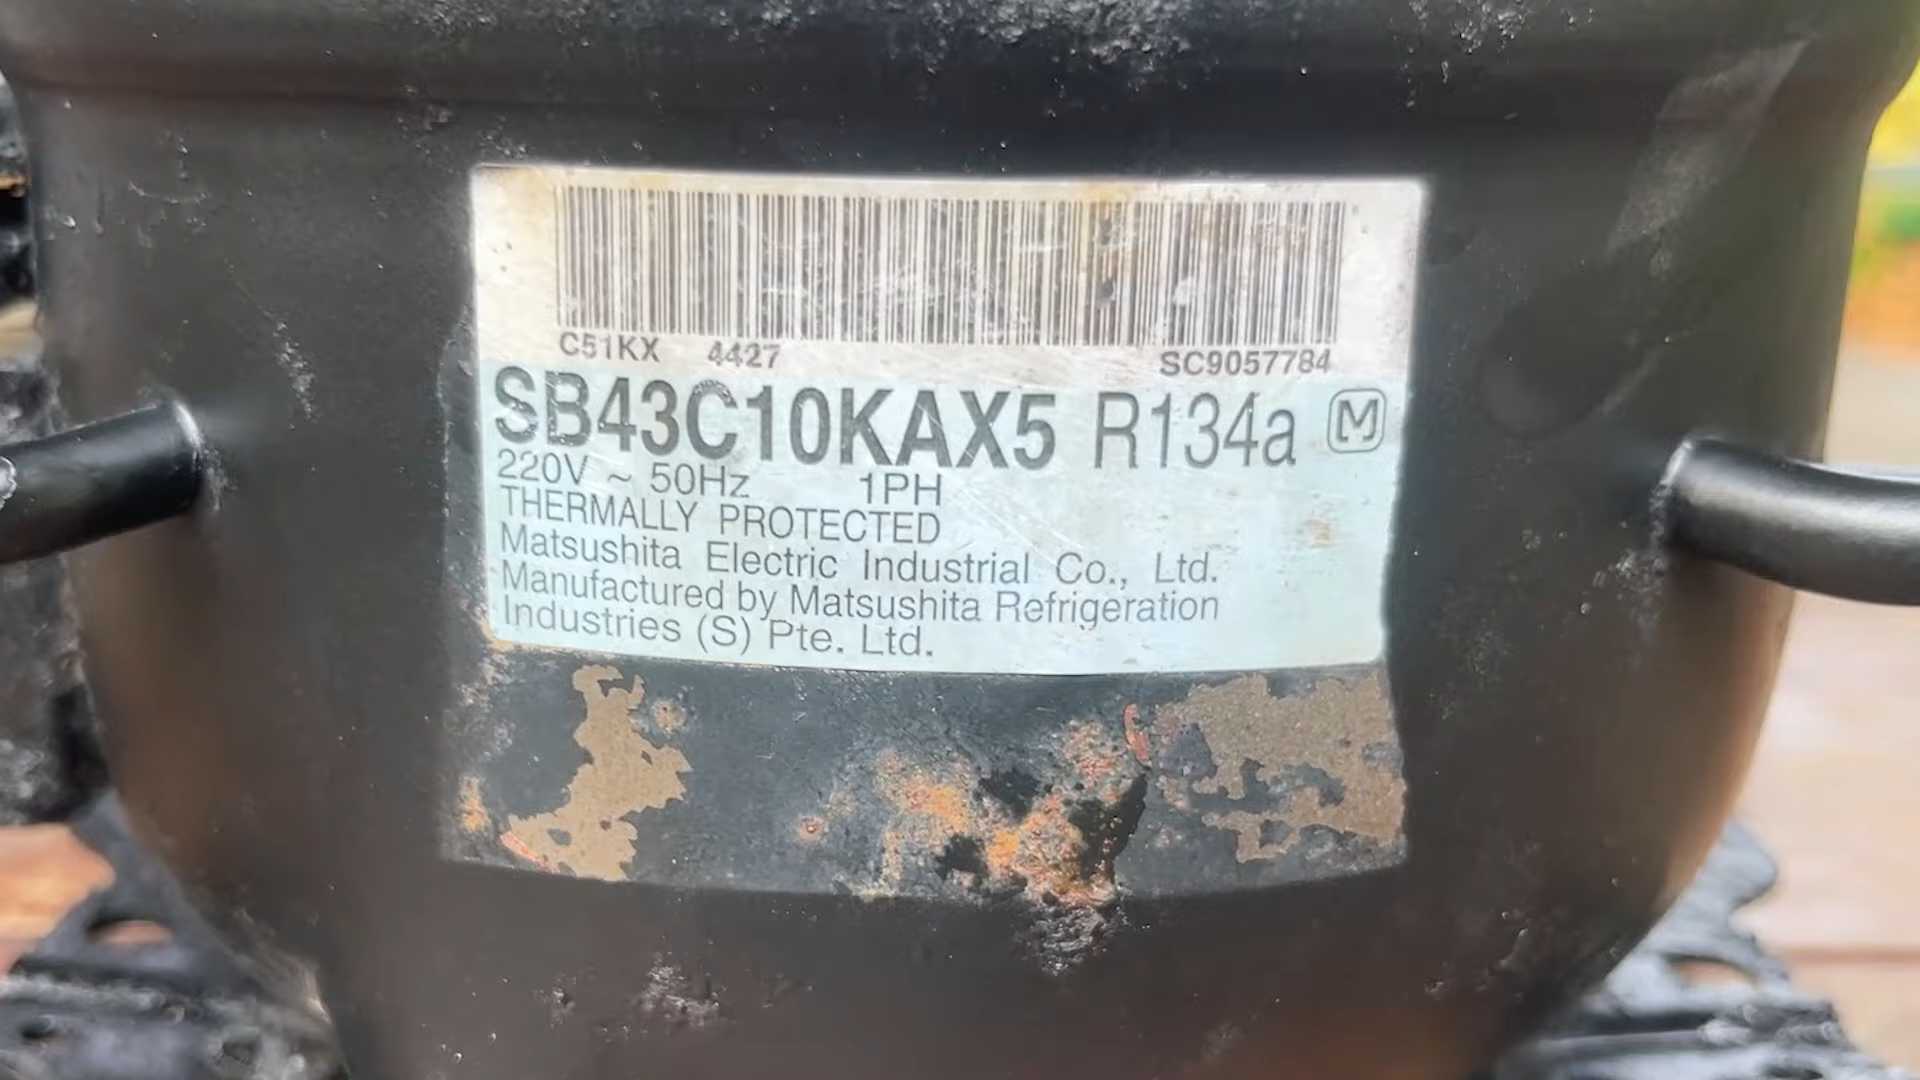 C51KX 4427 SC9057784
SB43C10KAX5 R134a M
220V ~ 50Hz 1PH
THERMALLY PROTECTED
Matsushita Electric Industrial Co., Ltd.
Manufactured by Matsushita Refrigeration
Industries (S) Pte. Ltd.